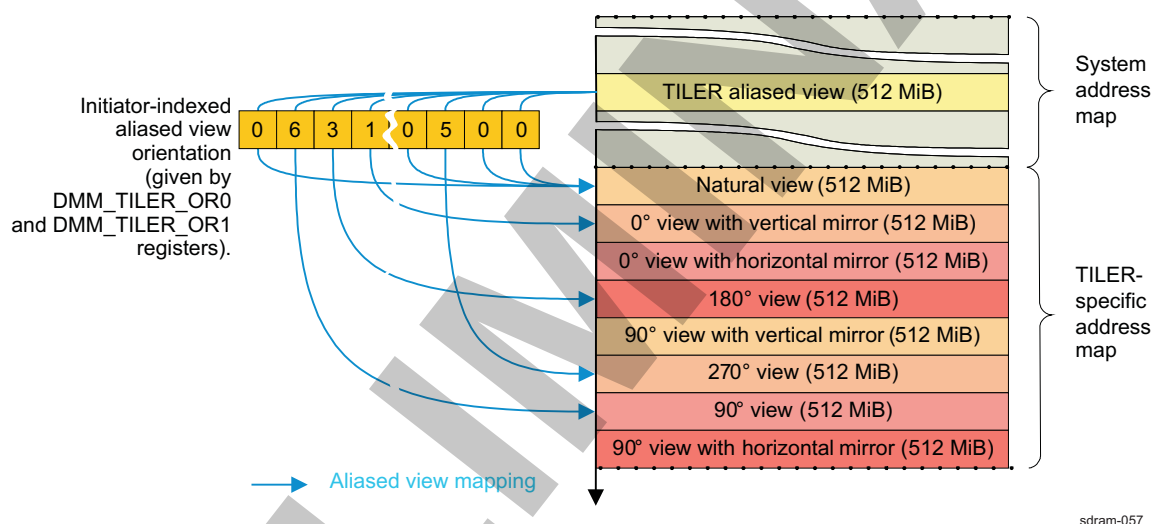 TILER aliased view (512 MiB)
System
address
map
Initiator-indexed
aliased view
orientation
(given by
DMM_TILER_OR0
and DMM_TILER_OR1
registers).
0 6 3 1 0 5 0 0
Natural view (512 MiB)
0° view with vertical mirror (512 MiB)
0° view with horizontal mirror (512 MiB)
180° view (512 MiB)
90° view with vertical mirror (512 MiB)
270° view (512 MiB)
90° view (512 MiB)
90° view with horizontal mirror (512 MiB)
TILER-
specific
address
map
Aliased view mapping
sdram-057